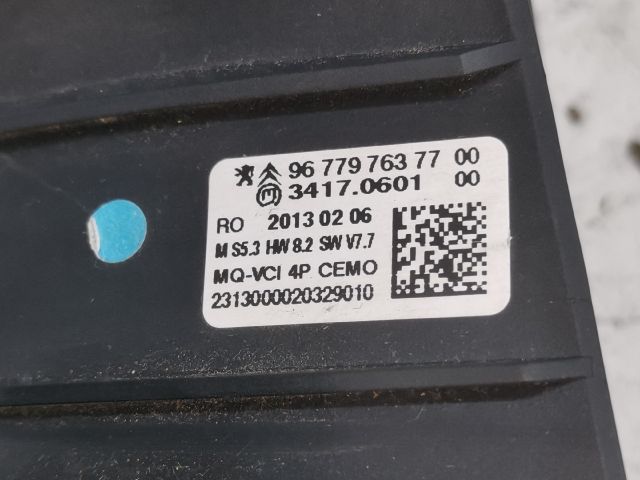 96 779 763 77 00
3417.0601 00
RO 2013 02 06
M S5.3 HW 8.2 SW V7.7
MQ-VCI 4P CEMO
2313000020329010